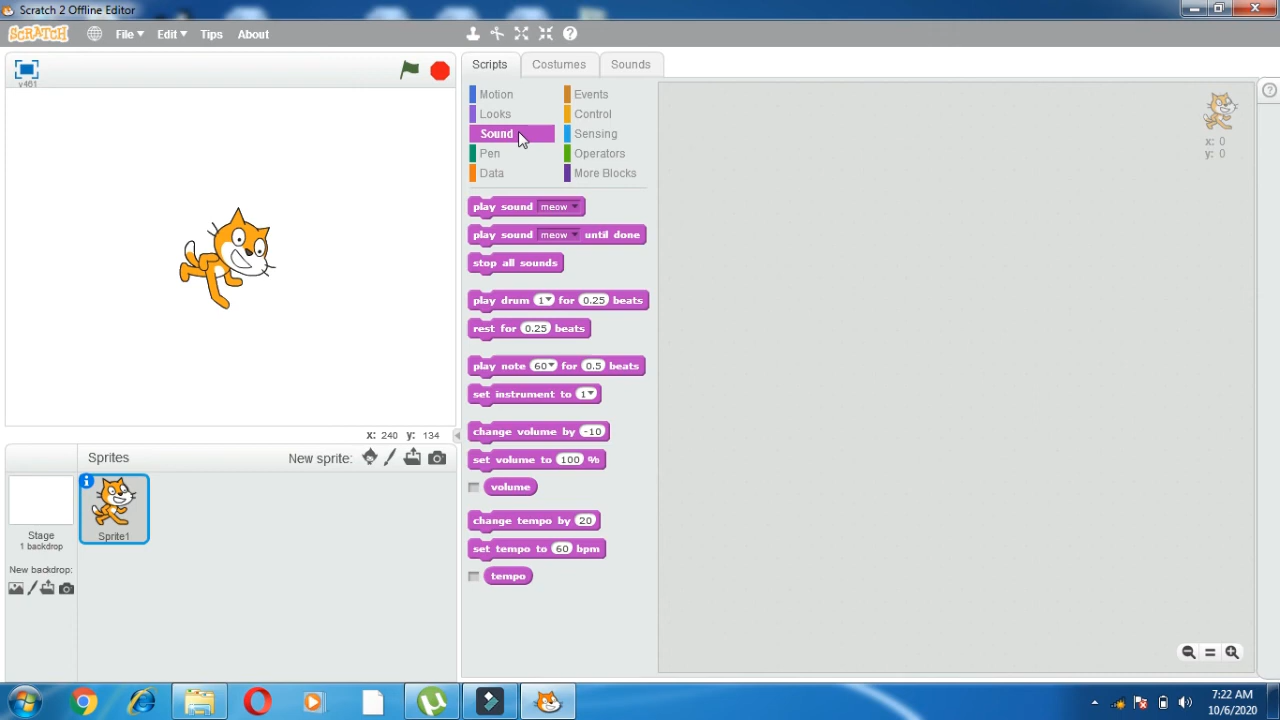 Scratch 2 Offline Editor
SCRATCH File Edit Tips About
v461
Scripts Costumes Sounds
Motion Events
Looks Control
Sound Sensing
Pen Operators
Data More Blocks
x: 0
y: 0
play sound meow
play sound meow until done
stop all sounds
play drum 1 for 0.25 beats
rest for 0.25 beats
play note 60 for 0.5 beats
set instrument to 1
change volume by -10
set volume to 100 %
volume
change tempo by 20
set tempo to 60 bpm
tempo
x: 240 y: 134
Sprites New sprite:
Sprite1
Stage
1 backdrop
New backdrop:
7:22 AM
10/6/2020